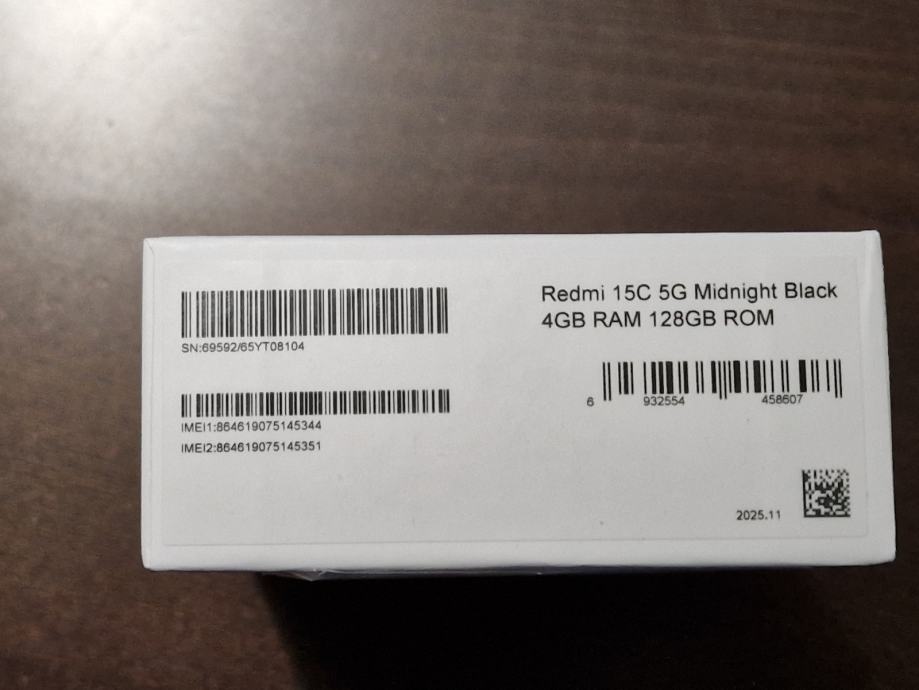 SN:69592/65YT08104
IMEI1:864619075145344
IMEI2:864619075145351
Redmi 15C 5G Midnight Black
4GB RAM 128GB ROM
6 932554 458607
2025.11